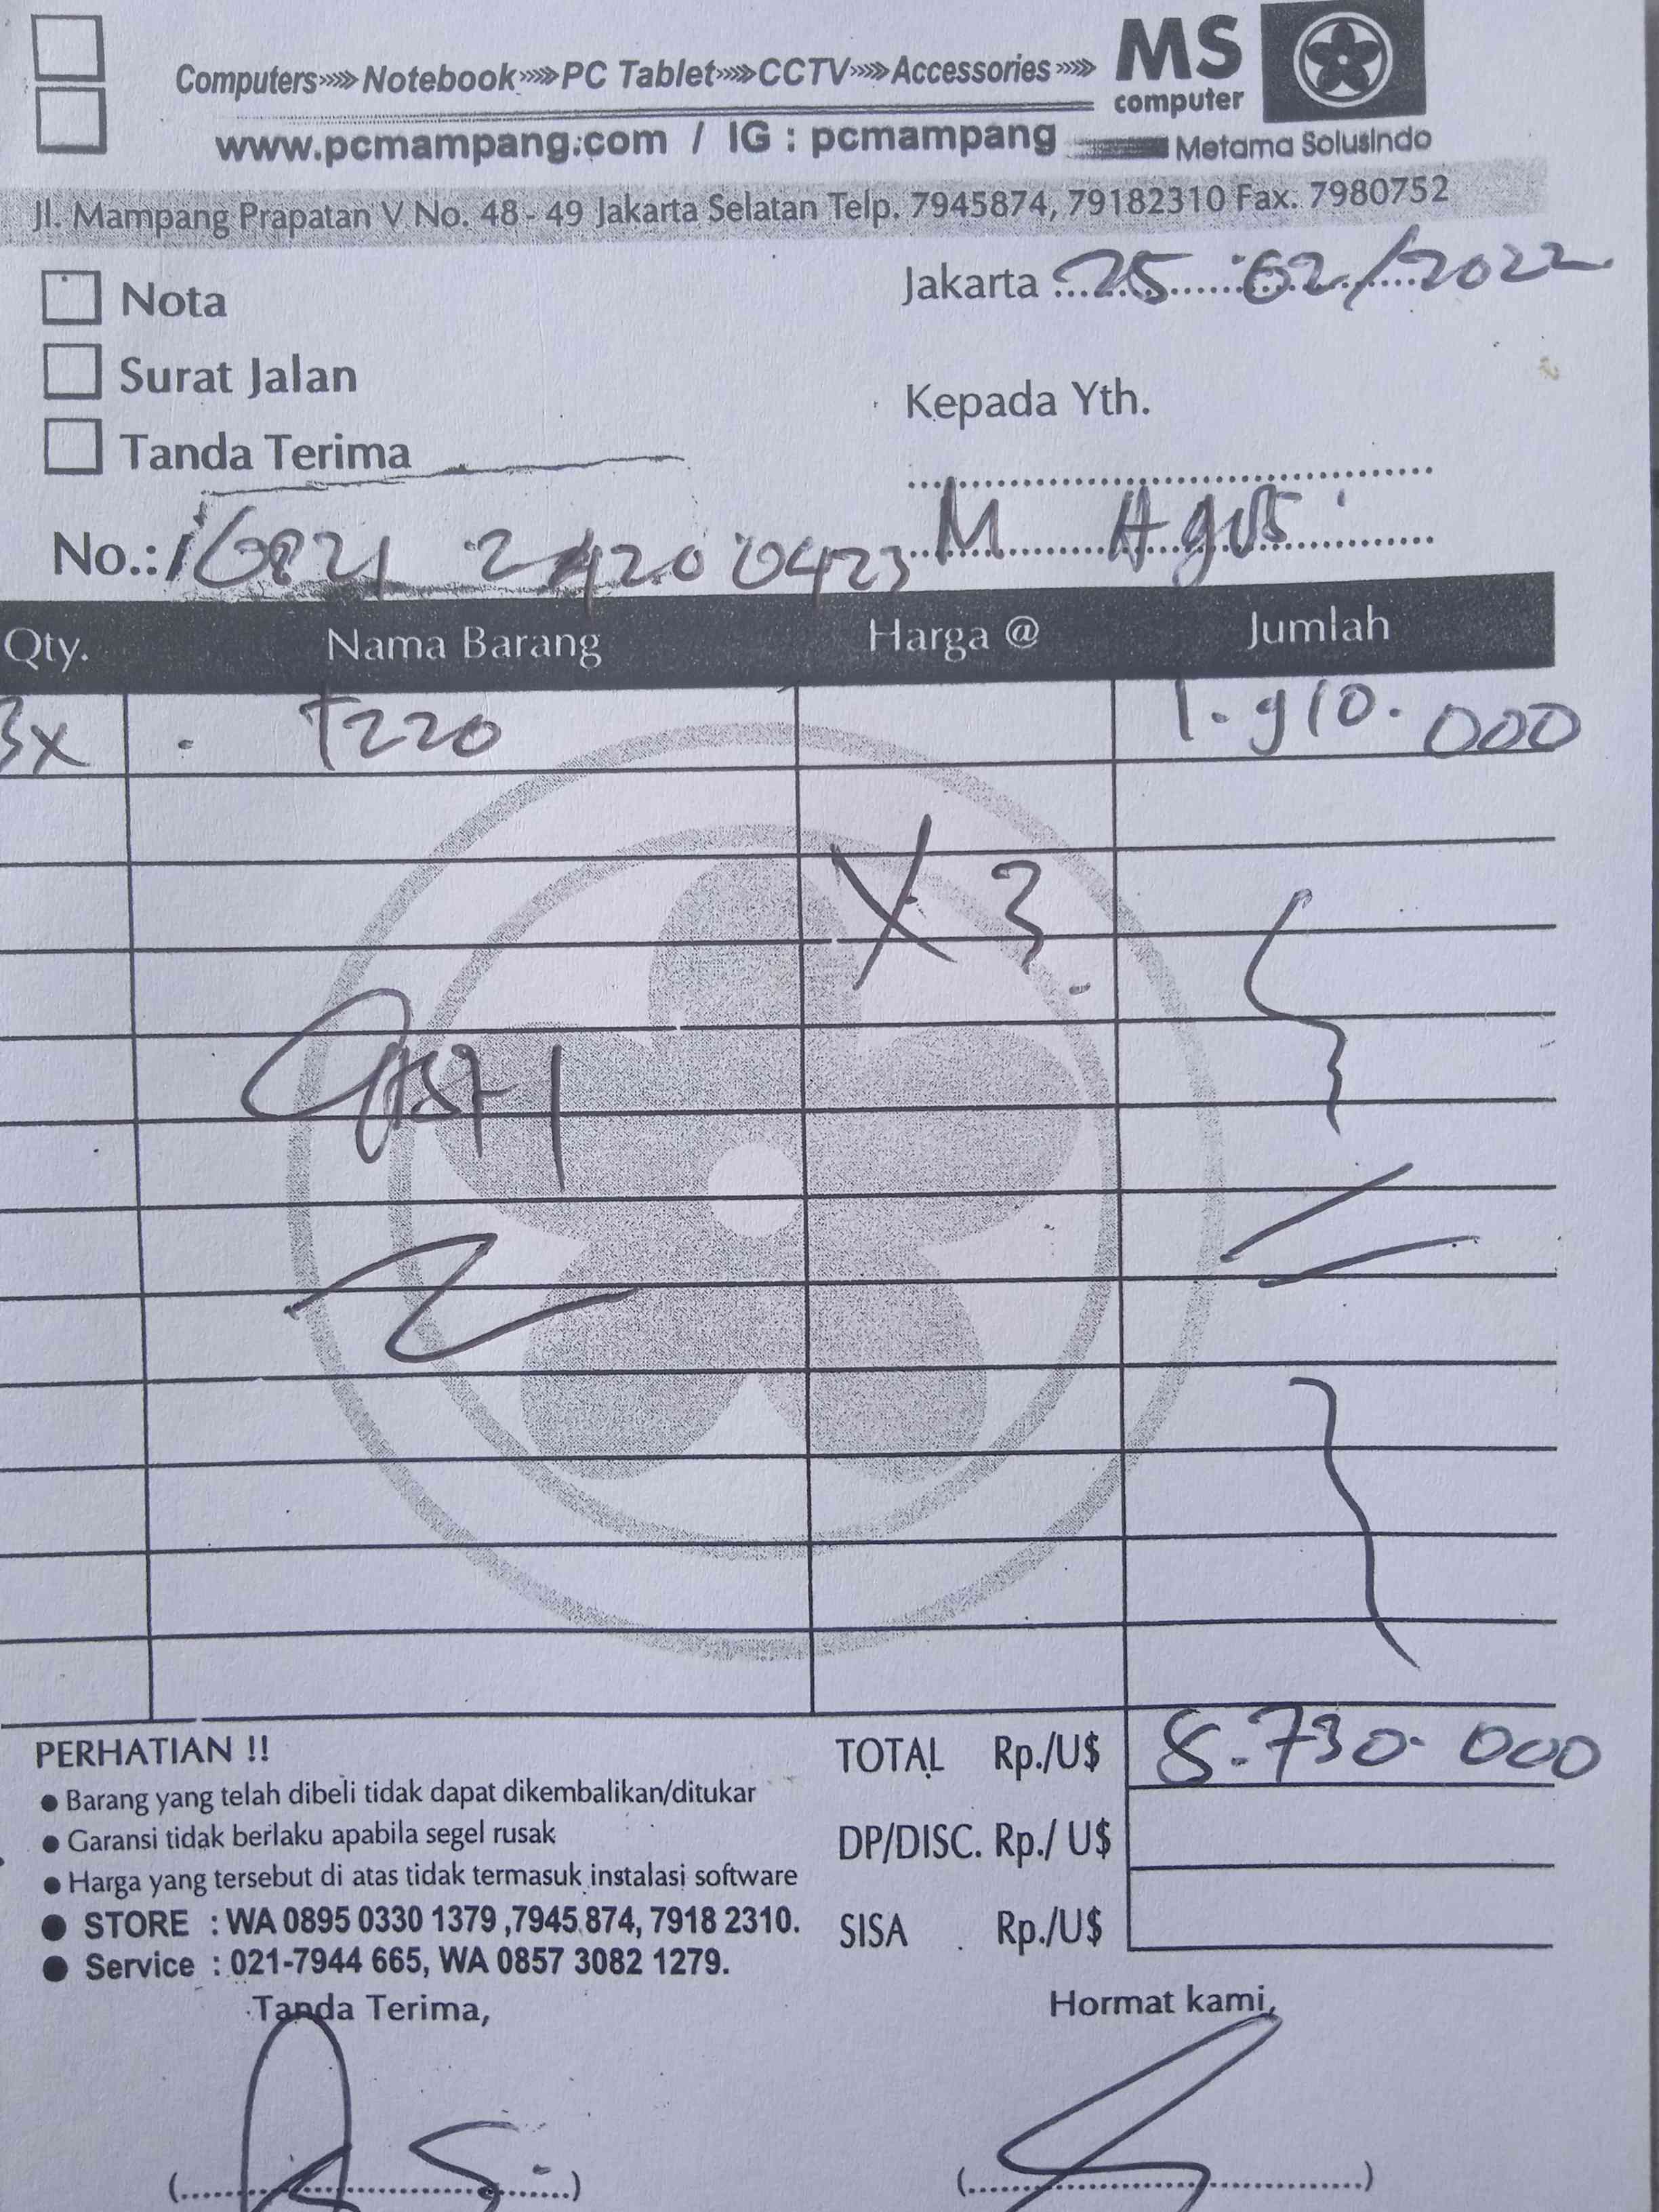 Computers»»»Notebook»»»PC Tablet»»»CCTV»»»Accessories»»»
MS
computer
www.pcmampang.com / IG : pcmampang
Metama Solusindo
Jl. Mampang Prapatan V No. 48 - 49 Jakarta Selatan Telp. 7945874, 79182310 Fax. 7980752
Nota
Jakarta 25 02/2022
Surat Jalan
Kepada Yth.
Tanda Terima
M Agus
No.:
Qty. Nama Barang Harga @ Jumlah
3x T220 1.910.000
X 3
TOTAL Rp./U$ 8.730.000
PERHATIAN !!
● Barang yang telah dibeli tidak dapat dikembalikan/ditukar
● Garansi tidak berlaku apabila segel rusak
DP/DISC. Rp./ U$
● Harga yang tersebut di atas tidak termasuk instalasi software
● STORE : WA 0895 0330 1379 ,7945.874, 7918 2310.
SISA Rp./U$
● Service : 021-7944 665, WA 0857 3082 1279.
Tanda Terima,
Hormat kami,
(....................)
(....................)